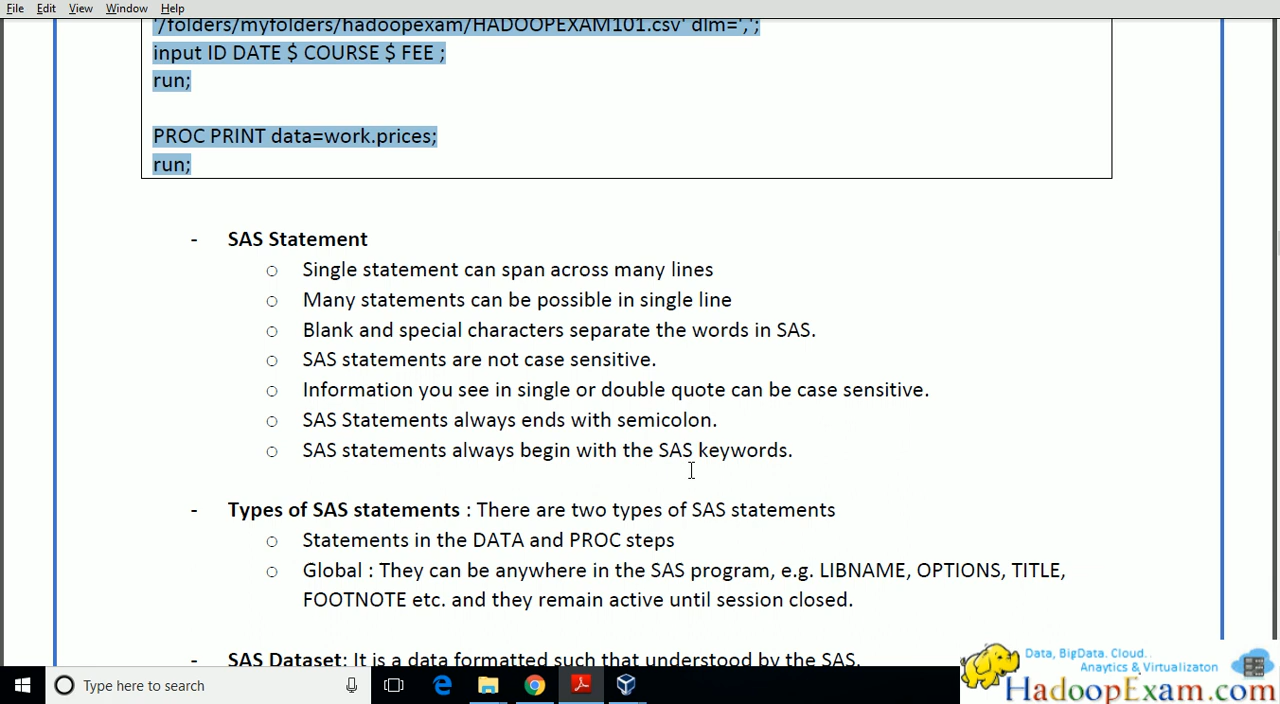 File Edit View Window Help
'/folders/myfolders/hadoopexam/HADOOPEXAM101.csv' dlm=',';
input ID DATE $ COURSE $ FEE ;
run;
PROC PRINT data=work.prices;
run;
- SAS Statement
○ Single statement can span across many lines
○ Many statements can be possible in single line
○ Blank and special characters separate the words in SAS.
○ SAS statements are not case sensitive.
○ Information you see in single or double quote can be case sensitive.
○ SAS Statements always ends with semicolon.
○ SAS statements always begin with the SAS keywords.
- Types of SAS statements : There are two types of SAS statements
○ Statements in the DATA and PROC steps
○ Global : They can be anywhere in the SAS program, e.g. LIBNAME, OPTIONS, TITLE,
FOOTNOTE etc. and they remain active until session closed.
- SAS Dataset: It is a data formatted such that understood by the SAS.
Type here to search
Data, BigData. Cloud.
Anaytics & Virtualizaton
HadoopExam.com